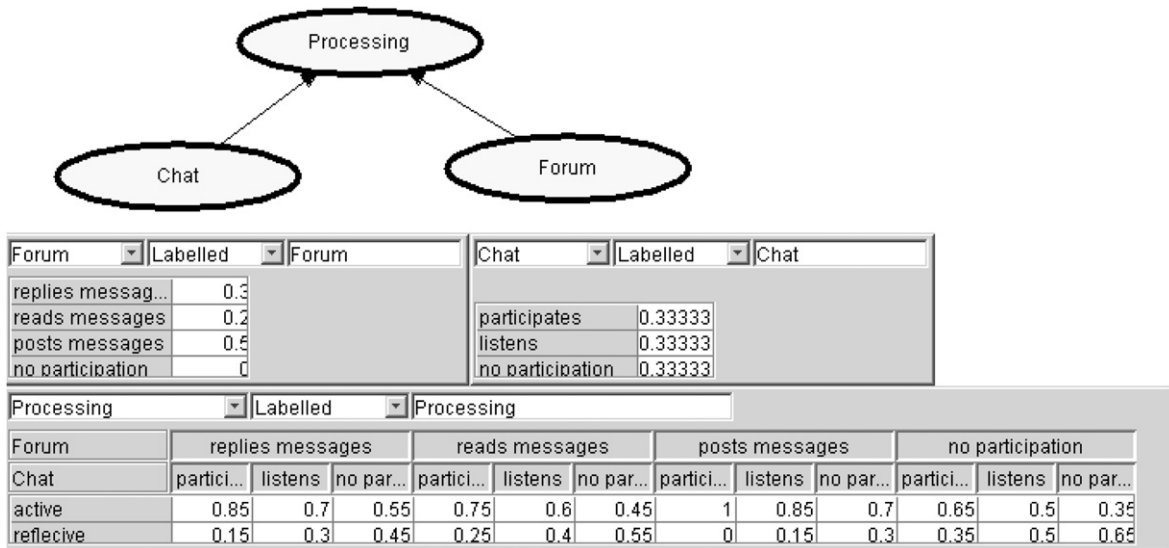 Processing
Chat
Forum
Forum Labelled Forum Chat Labelled Chat
replies messag... 0.3
reads messages 0.2 participates 0.33333
posts messages 0.5 listens 0.33333
no participation 0 no participation 0.33333
Processing Labelled Processing
Forum replies messages reads messages posts messages no participation
Chat partici... listens no par... partici... listens no par... partici... listens no par... partici... listens no par...
active 0.85 0.7 0.55 0.75 0.6 0.45 1 0.85 0.7 0.65 0.5 0.35
reflecive 0.15 0.3 0.45 0.25 0.4 0.55 0 0.15 0.3 0.35 0.5 0.65